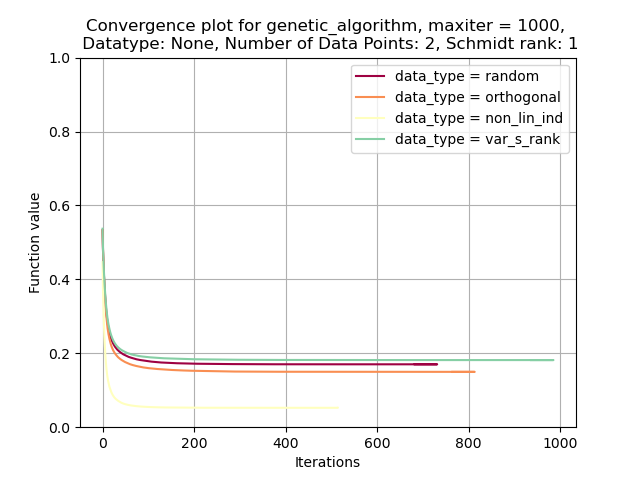 Convergence plot for genetic_algorithm, maxiter = 1000,
Datatype: None, Number of Data Points: 2, Schmidt rank: 1
1.0
0.8
0.6
0.4
0.2
0.0
Function value
data_type = random
data_type = orthogonal
data_type = non_lin_ind
data_type = var_s_rank
0 200 400 600 800 1000
Iterations